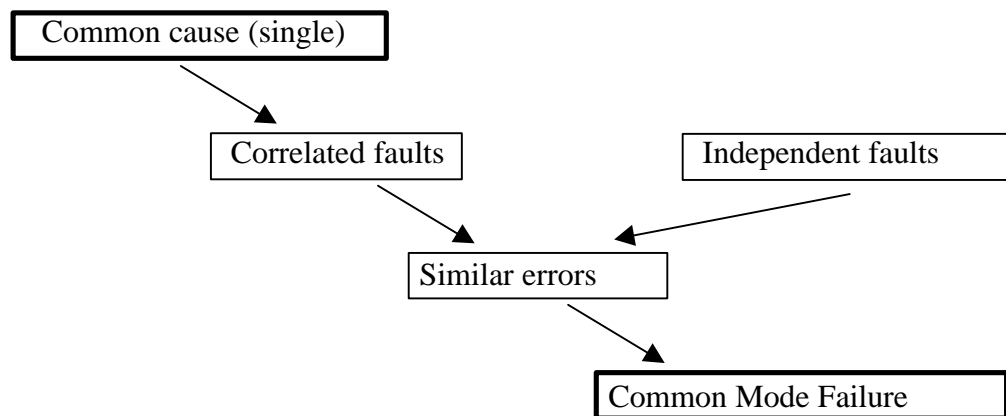 Common cause (single)
Correlated faults
Independent faults
Similar errors
Common Mode Failure